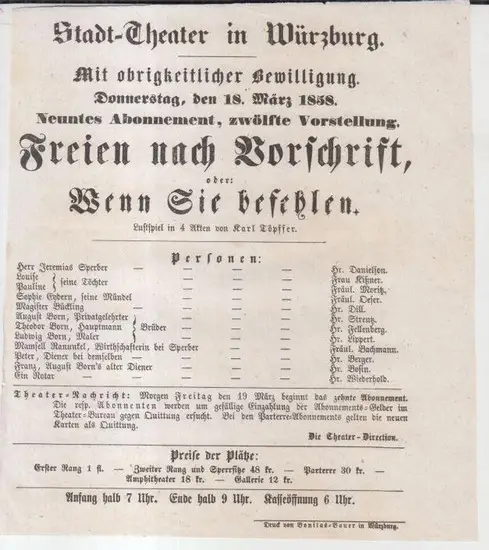 Stadt-Theater in Würzburg.
Mit obrigkeitlicher Bewilligung.
Donnerstag, den 18. März 1858.
Neuntes Abonnement, zwölfte Vorstellung.
Freien nach Vorschrift,
oder:
Wenn Sie befehlen.
Lustspiel in 4 Akten von Karl Töpffer.
Personen:
Herr Jeremias Sperber — — — — Hr. Danielson.
Louise } seine Töchter — — — — Frau Kißner.
Pauline } — — — — Fräul. Moritz.
Sophie Lydern, seine Mündel — — — — Fräul. Oeser.
Magister Bückling — — — — Hr. Dill.
August Born, Privatgelehrter } — — — Hr. Strentz.
Theodor Born, Hauptmann } Brüder — — — Hr. Fellenberg.
Ludwig Born, Maler } — — — Hr. Lippert.
Mamsell Ranunkel, Wirthschafterin bei Sperber — — — Fräul. Bachmann.
Peter, Diener bei demselben — — — — Hr. Berger.
Franz, August Born's alter Diener — — — — Hr. Bosin.
Ein Notar — — — — — Hr. Wiederhold.
Theater-Nachricht: Morgen Freitag den 19 März beginnt das zehnte Abonnement.
Die resp. Abonnenten werden um gefällige Einzahlung der Abonnements-Gelder im
Theater-Bureau gegen Quittung ersucht. Bei den Parterre-Abonnements gelten die neuen
Karten als Quittung.
Die Theater-Direction.
Preise der Plätze:
Erster Rang 1 fl. — Zweiter Rang und Sperrsitze 48 kr. — Parterre 30 kr. —
Amphitheater 18 kr. — Gallerie 12 kr.
Anfang halb 7 Uhr. Ende halb 9 Uhr. Kasseöffnung 6 Uhr.
Druck von Bonitas-Bauer in Würzburg.